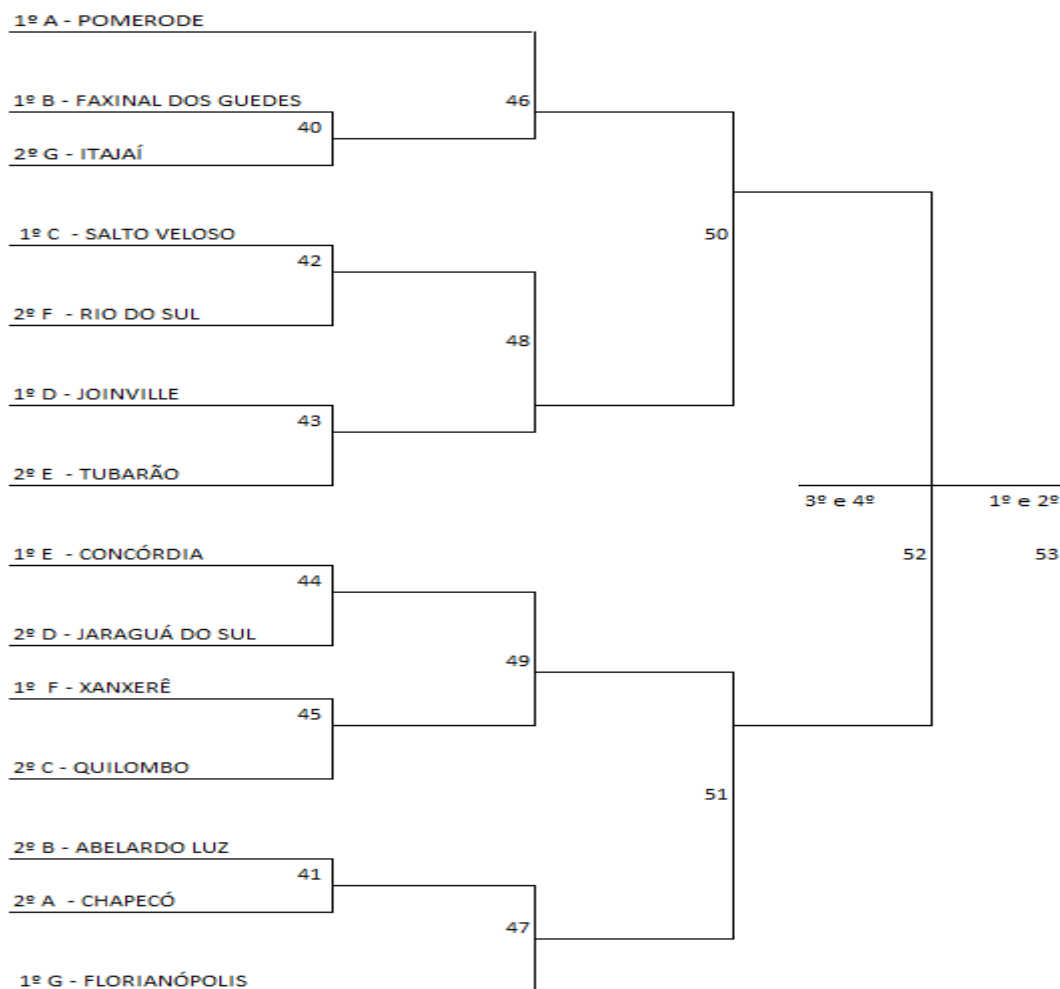 1º A - POMERODE
1º B - FAXINAL DOS GUEDES
46
40
2º G - ITAJAÍ
1º C - SALTO VELOSO
50
42
2º F - RIO DO SUL
48
1º D - JOINVILLE
43
2º E - TUBARÃO
3º e 4º
1º e 2º
1º E - CONCÓRDIA
52
53
44
2º D - JARAGUÁ DO SUL
49
1º F - XANXERÊ
45
2º C - QUILOMBO
51
2º B - ABELARDO LUZ
41
2º A - CHAPECÓ
47
1º G - FLORIANÓPOLIS